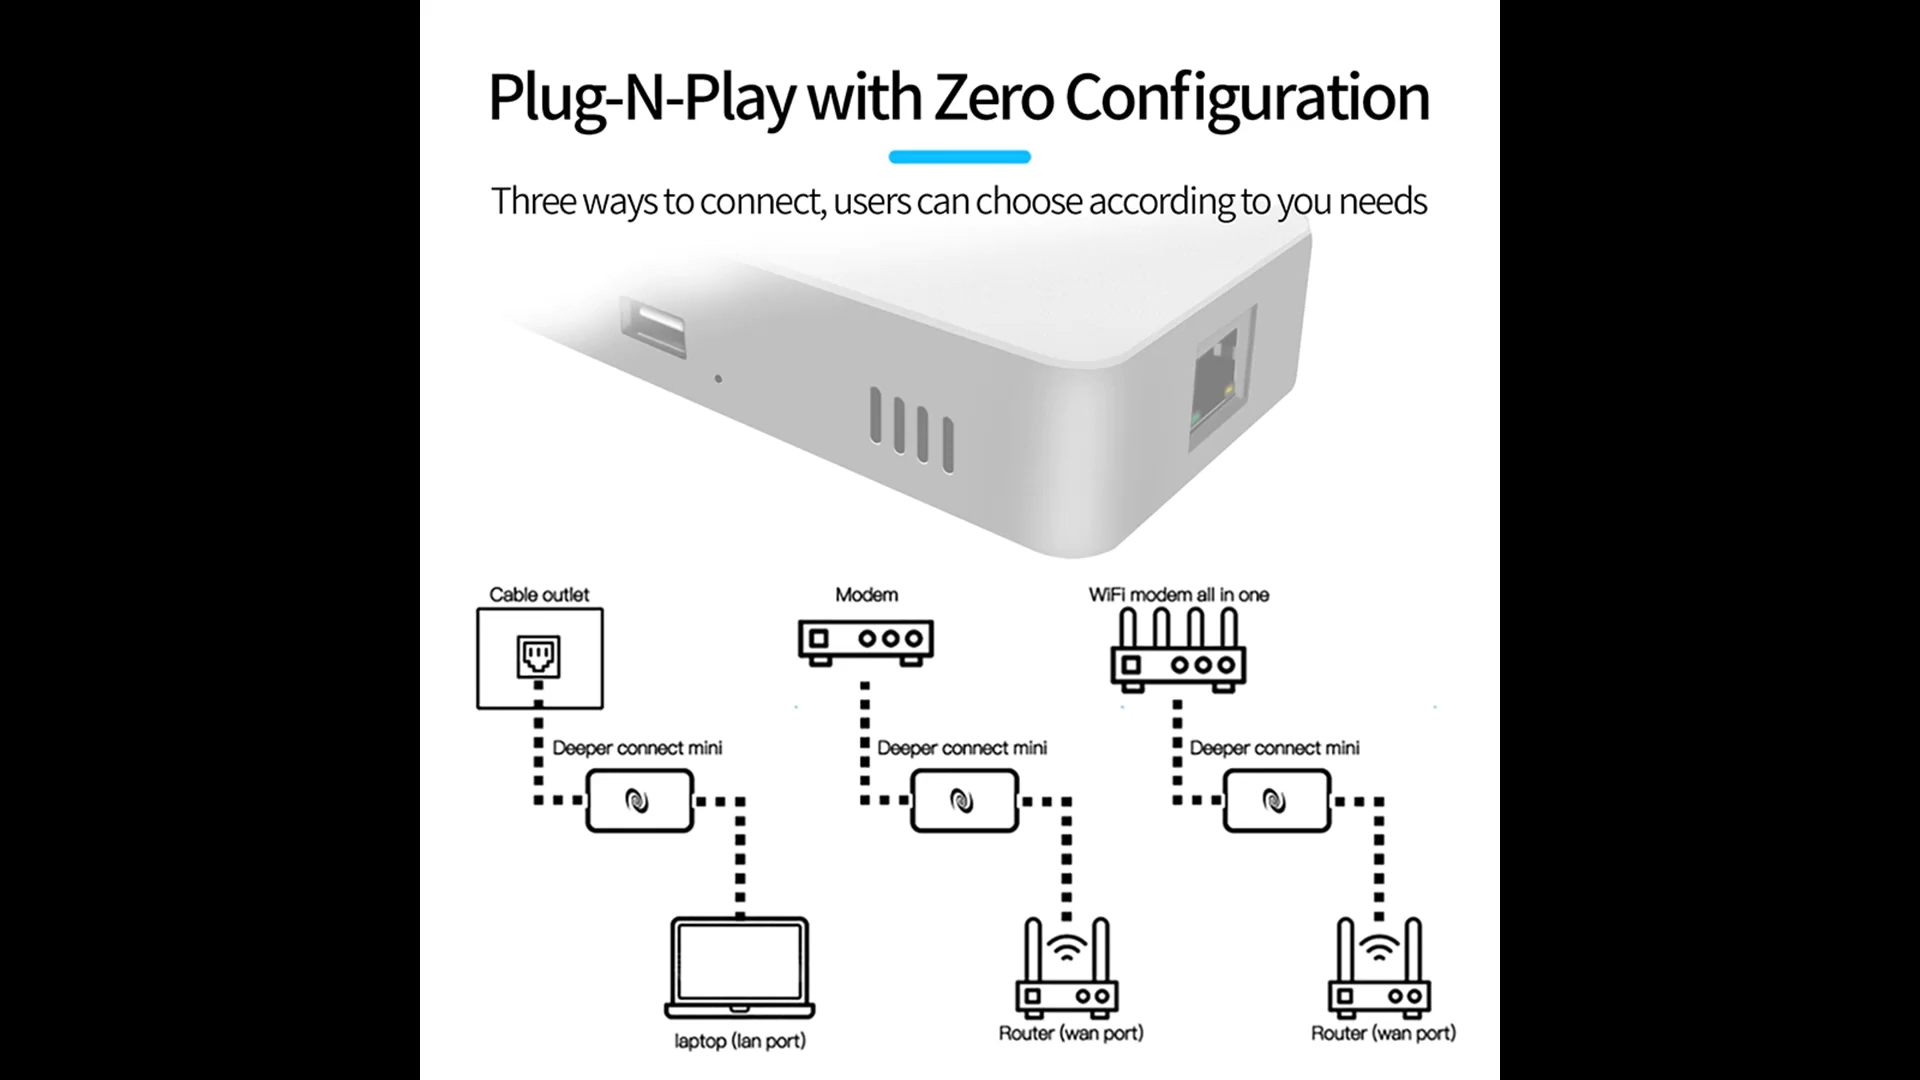 Plug-N-Play with Zero Configuration
Three ways to connect, users can choose according to you needs
Cable outlet
Modem
WiFi modem all in one
Deeper connect mini
Deeper connect mini
Deeper connect mini
laptop (lan port)
Router (wan port)
Router (wan port)